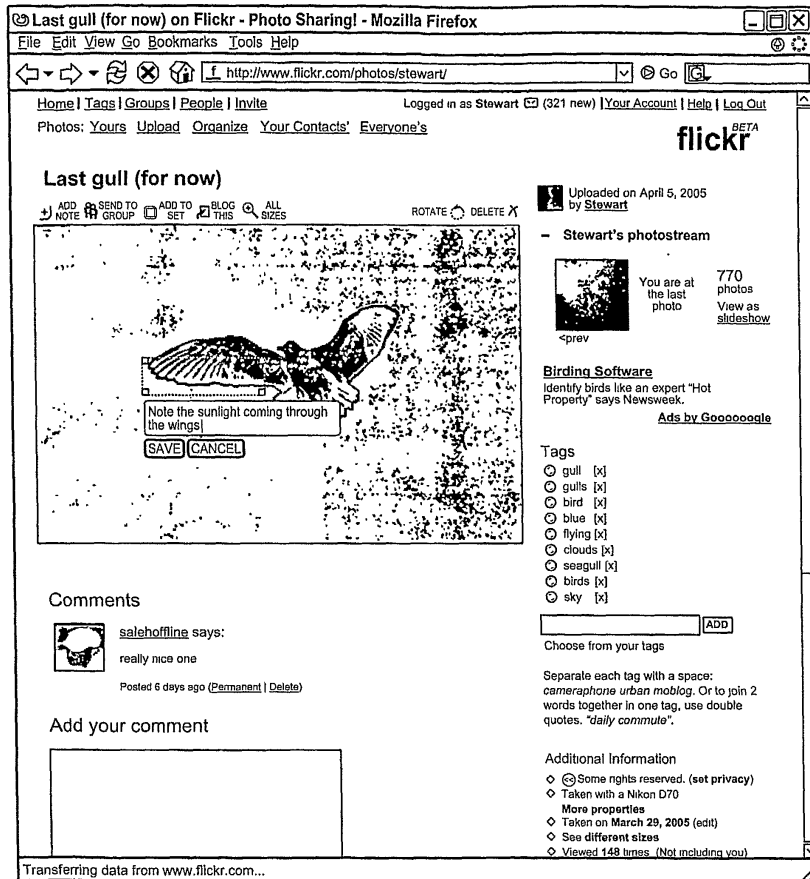 Last gull (for now) on Flickr - Photo Sharing! - Mozilla Firefox
File Edit View Go Bookmarks Tools Help
f http://www.flickr.com/photos/stewart/ Go G
Home | Tags | Groups | People | Invite
Logged in as Stewart (321 new) | Your Account | Help | Log Out
Photos: Yours Upload Organize Your Contacts' Everyone's
flickr BETA
Last gull (for now)
ADD NOTE SEND TO GROUP ADD TO SET BLOG THIS ALL SIZES ROTATE DELETE X
Note the sunlight coming through
the wings
SAVE CANCEL
Comments
salehoffline says:
really nice one
Posted 6 days ago (Permanent | Delete)
Add your comment
Uploaded on April 5, 2005
by Stewart
– Stewart's photostream
You are at
the last
photo
770
photos
View as
slideshow
<prev
Birding Software
Identify birds like an expert "Hot
Property" says Newsweek.
Ads by Goooooogle
Tags
gull [x]
gulls [x]
bird [x]
blue [x]
flying [x]
clouds [x]
seagull [x]
birds [x]
sky [x]
ADD
Choose from your tags
Separate each tag with a space:
cameraphone urban moblog. Or to join 2
words together in one tag, use double
quotes. "daily commute".
Additional Information
Some rights reserved. (set privacy)
Taken with a Nikon D70
More properties
Taken on March 29, 2005 (edit)
See different sizes
Viewed 148 times (Not including you)
Transferring data from www.flickr.com...